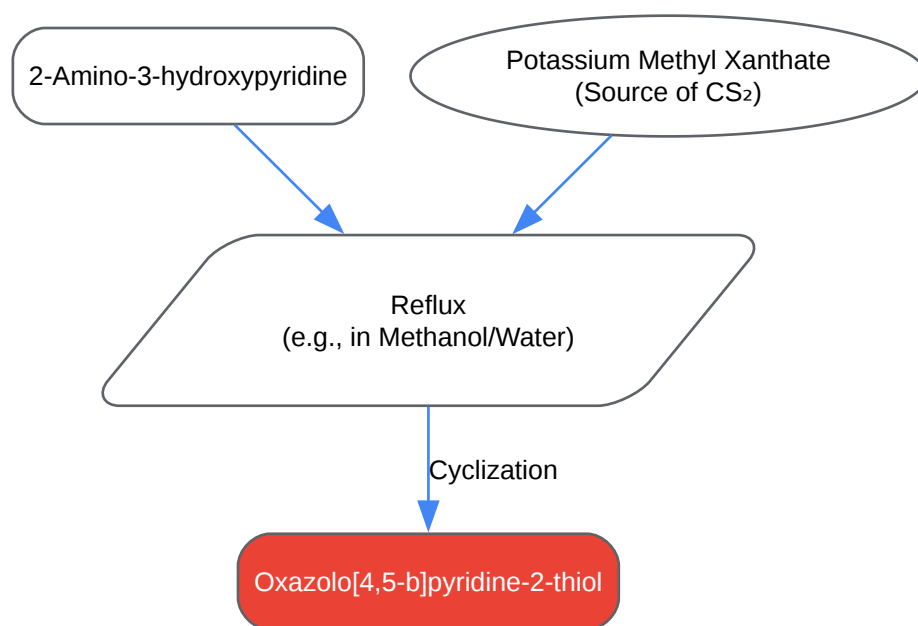 2-Amino-3-hydroxypyridine
Potassium Methyl Xanthate
(Source of CS₂)
Reflux
(e.g., in Methanol/Water)
Cyclization
Oxazolo[4,5-b]pyridine-2-thiol